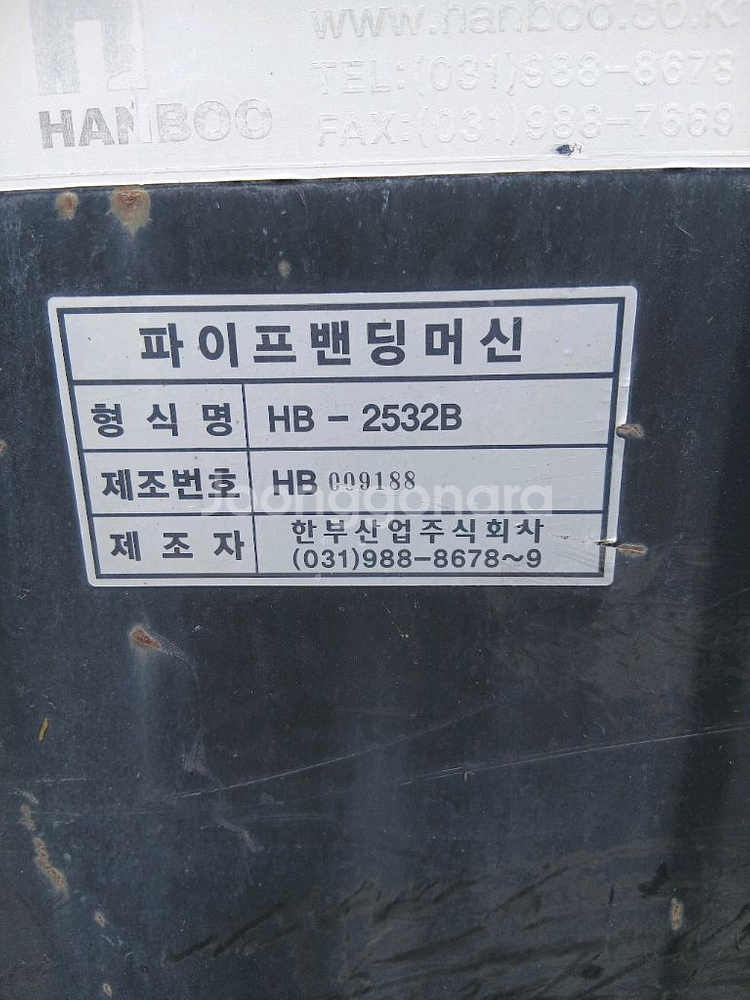 www.hanboo.co.kr
TEL:(031)988-8678
HANBOO
FAX:(031)988-7669
파이프밴딩머신
형식명 HB - 2532B
제조번호 HB 009188
Joonggonara
제조자 한부산업주식회사
(031)988-8678~9